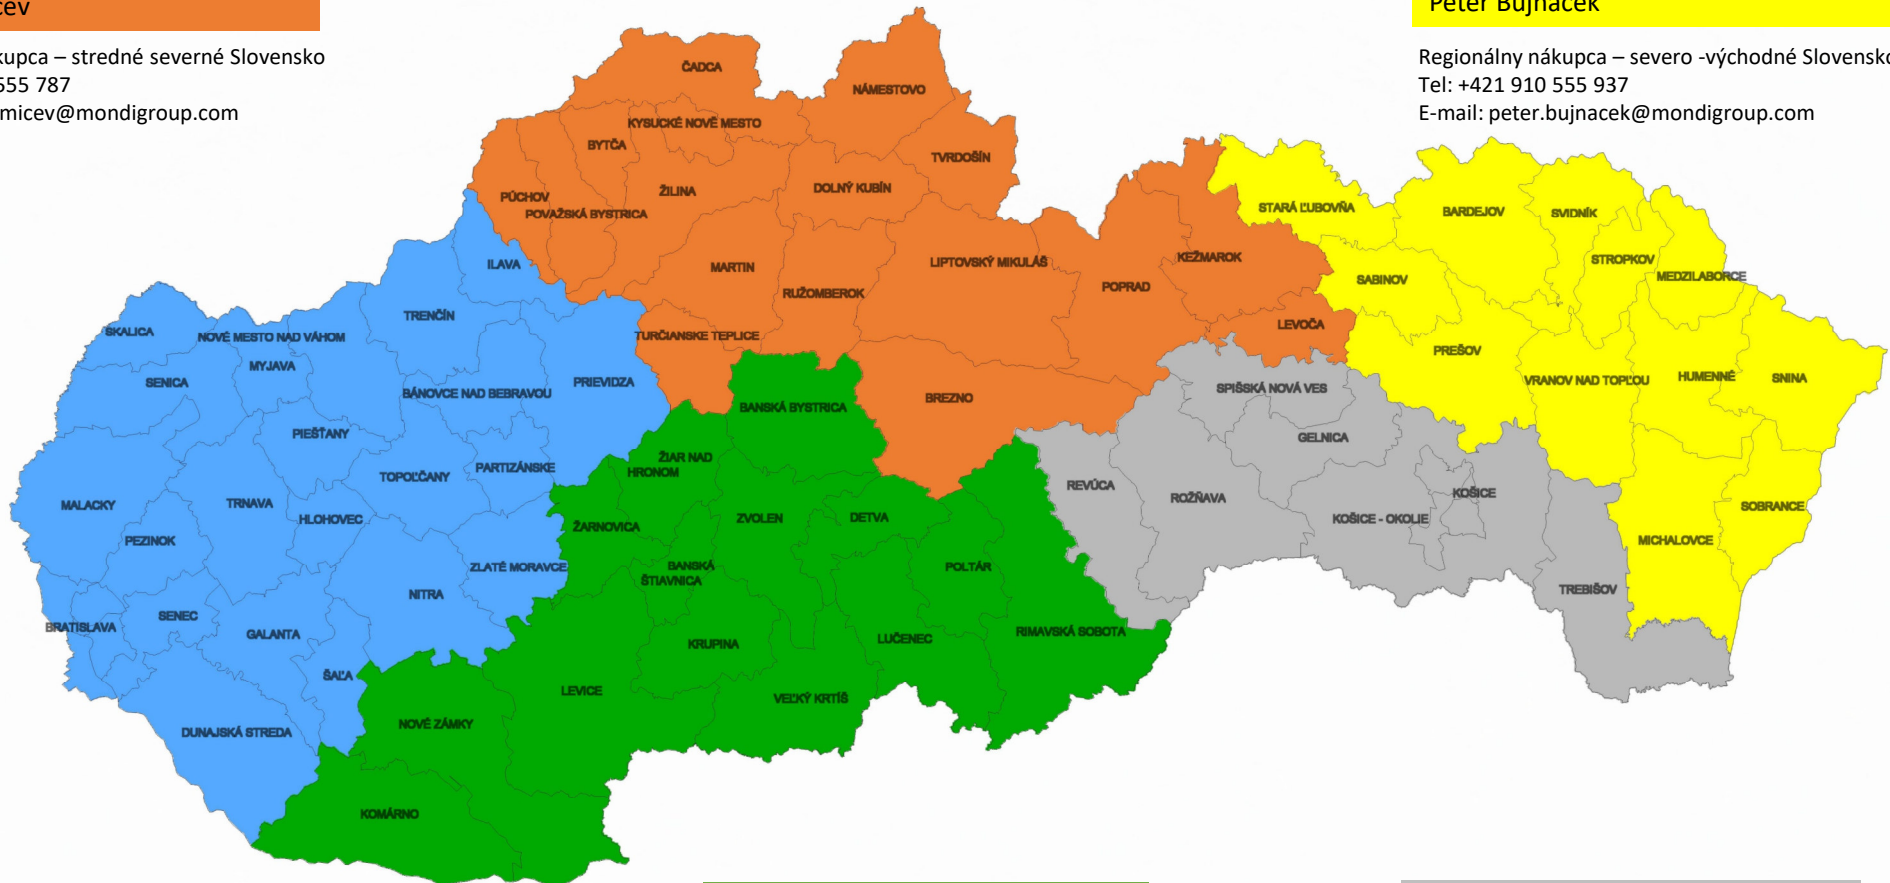 Peter Bujnacek
– stredné severné Slovensko
555 787
Regionálny nákupca – severo -východné Slovensko
Tel: +421 910 555 937
E-mail: peter.bujnacek@mondigroup.com
ČADCA
NÁMESTOVO
KYSUCKÉ NOVÉ MESTO
BYTČA
TVRDOŠÍN
ŽILINA
DOLNÝ KUBÍN
PÚCHOV
POVAŽSKÁ BYSTRICA
STARÁ ĽUBOVŇA
BARDEJOV
SVIDNÍK
ILAVA
MARTIN
LIPTOVSKÝ MIKULÁŠ
KEŽMAROK
STROPKOV
MEDZILABORCE
RUŽOMBEROK
POPRAD
SABINOV
TRENČÍN
SKALICA
NOVÉ MESTO NAD VÁHOM
TURČIANSKE TEPLICE
LEVOČA
PREŠOV
MYJAVA
SENICA
BÁNOVCE NAD BEBRAVOU
PRIEVIDZA
BREZNO
SPIŠSKÁ NOVÁ VES
VRANOV NAD TOPĽOU
HUMENNÉ
SNINA
BANSKÁ BYSTRICA
PIEŠŤANY
GELNICA
ŽIAR NAD
HRONOM
TOPOĽČANY
PARTIZÁNSKE
REVÚCA
ROŽŇAVA
KOŠICE
MALACKY
TRNAVA
HLOHOVEC
ŽARNOVICA
ZVOLEN
DETVA
KOŠICE - OKOLIE
SOBRANCE
PEZINOK
MICHALOVCE
ZLATÉ MORAVCE
BANSKÁ
ŠTIAVNICA
POLTÁR
TREBIŠOV
NITRA
SENEC
BRATISLAVA
GALANTA
KRUPINA
LUČENEC
RIMAVSKÁ SOBOTA
ŠAĽA
LEVICE
VEĽKÝ KRTÍŠ
NOVÉ ZÁMKY
DUNAJSKÁ STREDA
KOMÁRNO